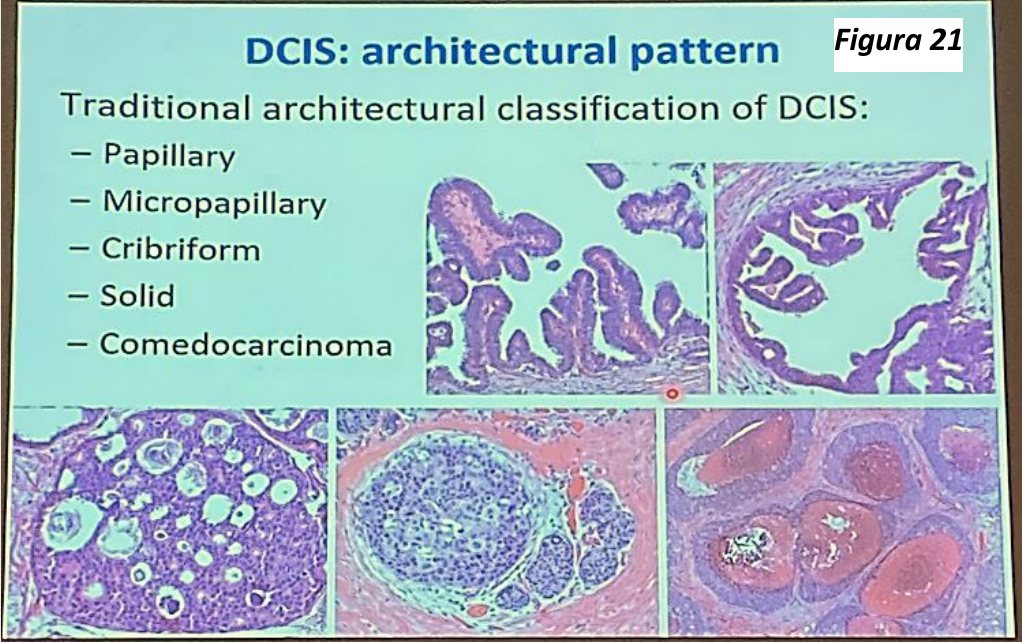 DCIS: architectural pattern
Figura 21
Traditional architectural classification of DCIS:
– Papillary
– Micropapillary
– Cribriform
– Solid
– Comedocarcinoma